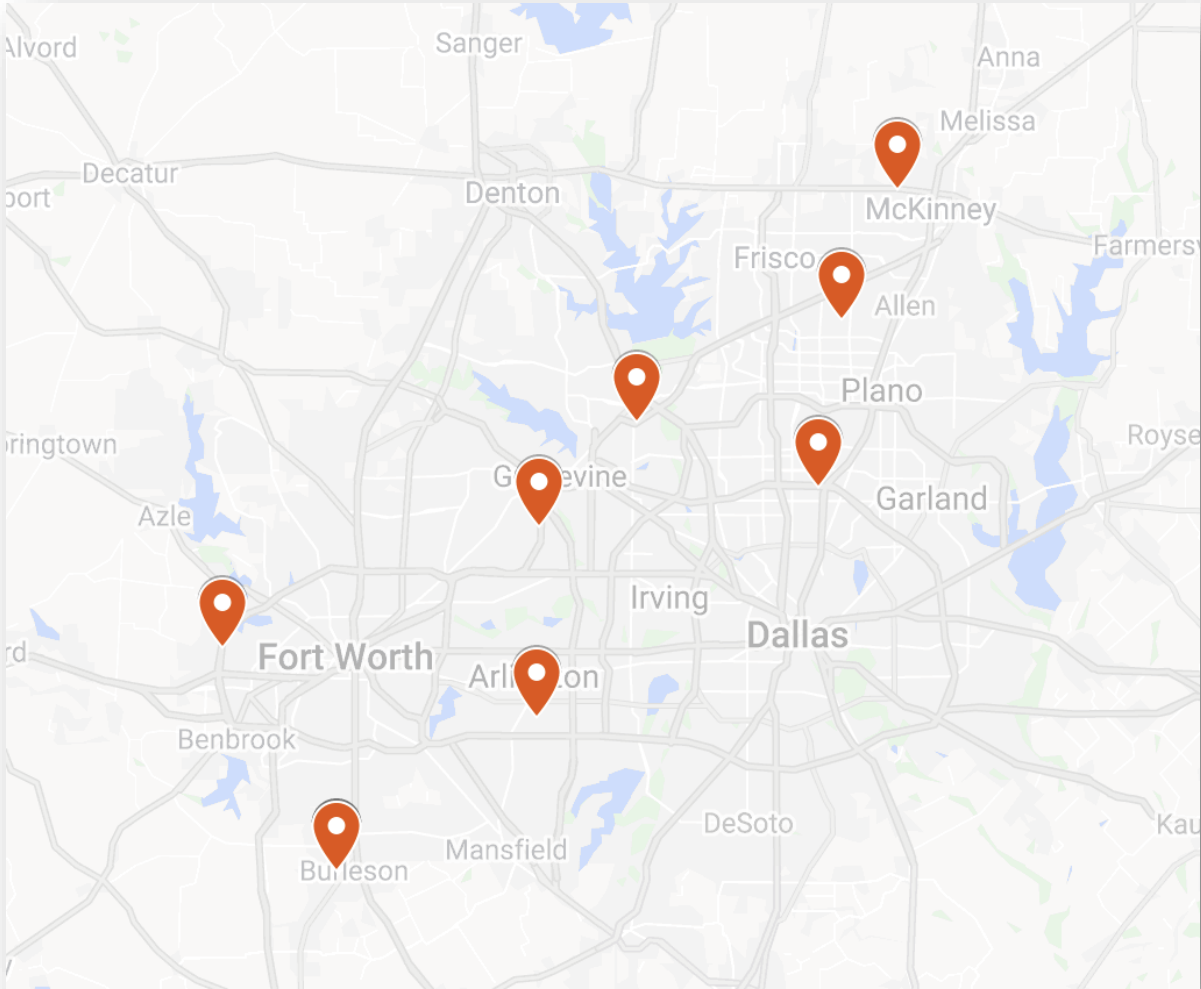 Alvord
Sanger
Anna
Melissa
Decatur
port
Denton
McKinney
Frisco
Farmersv
Allen
Plano
ringtown
Royse
Garland
Azle
Irving
Dallas
rd
Fort Worth
Benbrook
DeSoto
Kau
Mansfield